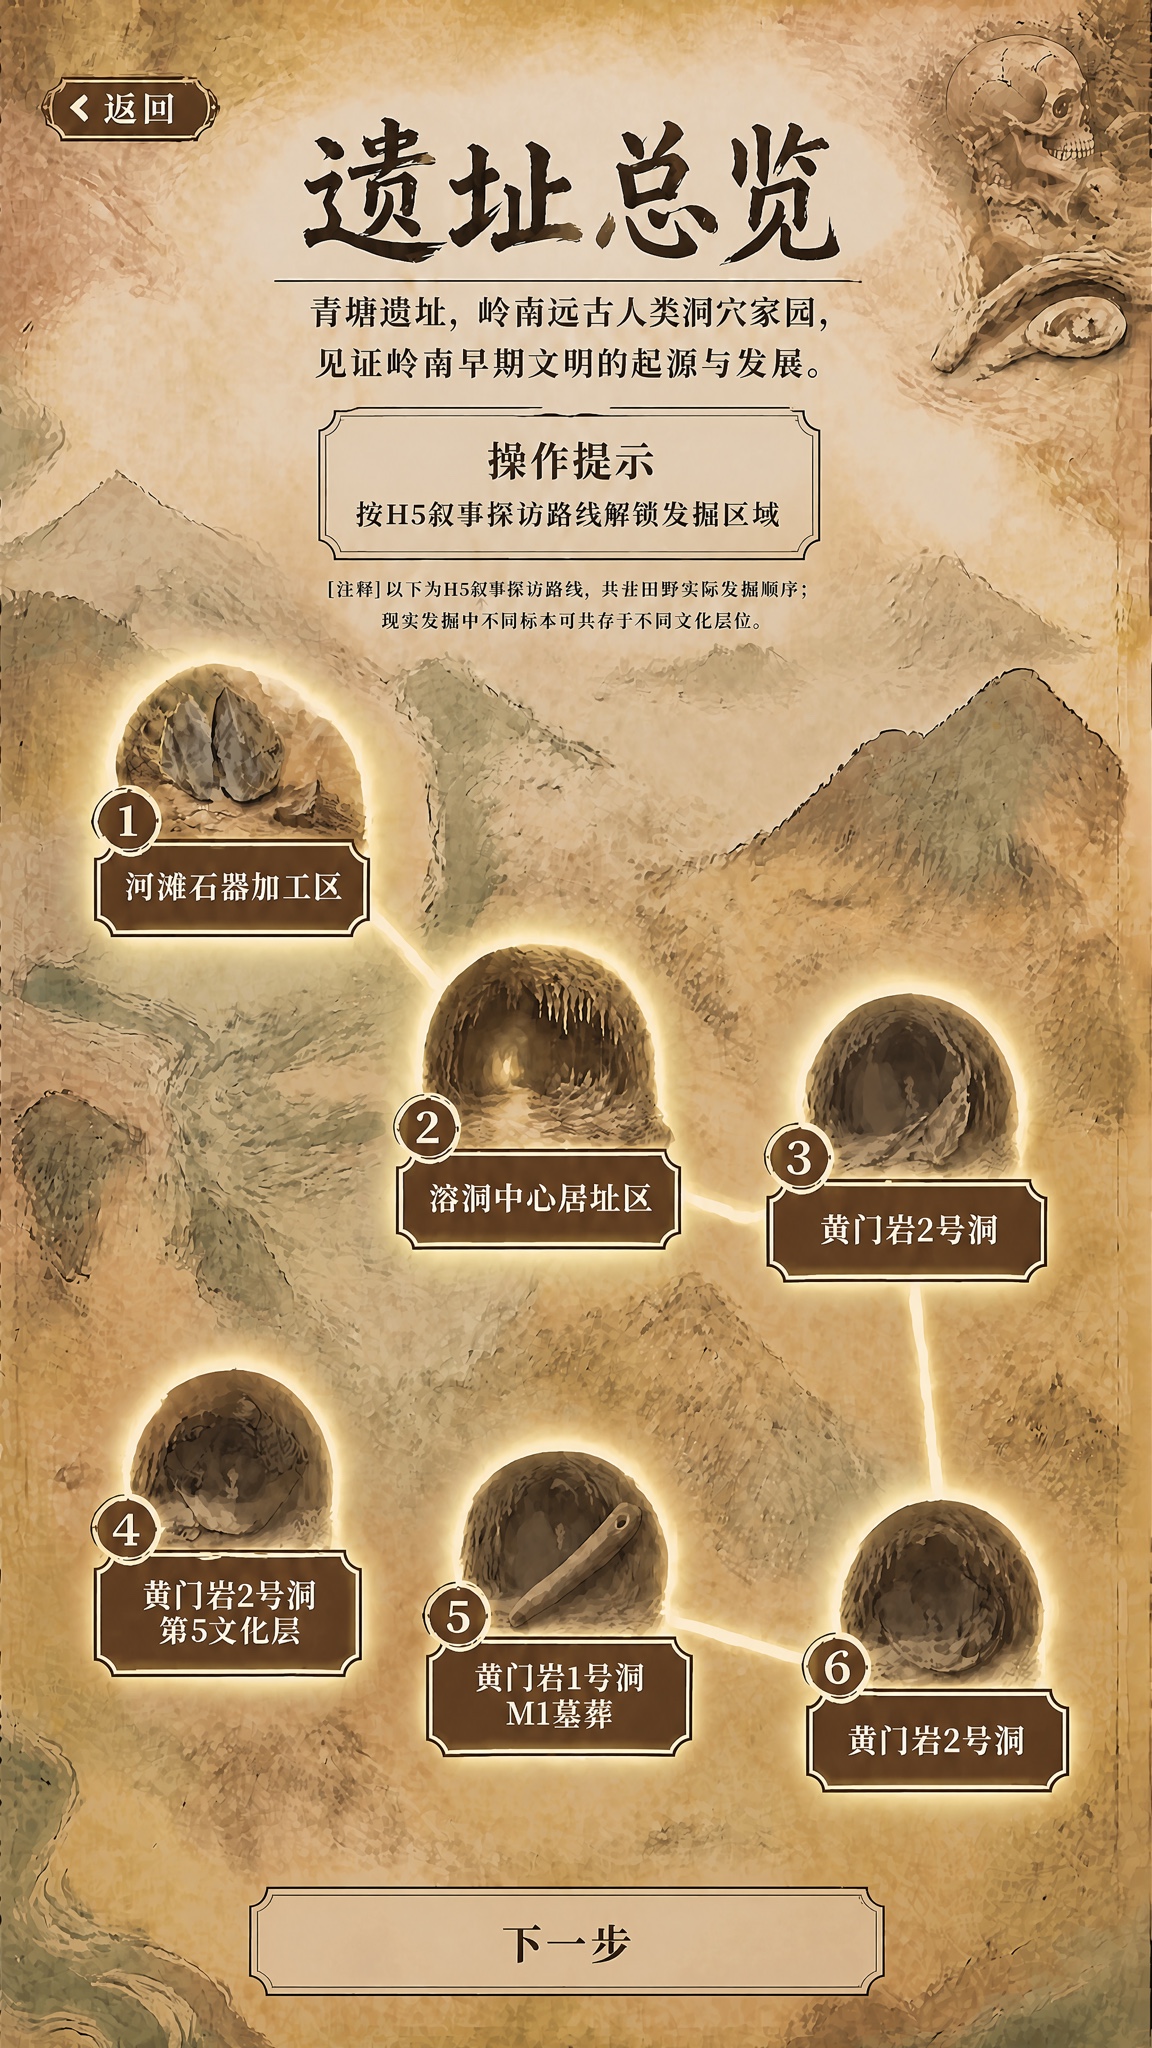 返回
遗址总览
青塘遗址，岭南远古人类洞穴家园，
见证岭南早期文明的起源与发展。
操作提示
按H5叙事探访路线解锁发掘区域
[注释]以下为H5叙事探访路线，共田野实际发掘顺序；
现实发掘中不同标本可共存于不同文化层位。
1
河滩石器加工区
2
溶洞中心居址区
3
黄门岩2号洞
4
黄门岩2号洞
第5文化层
5
黄门岩1号洞
M1墓葬
6
黄门岩2号洞
下一步